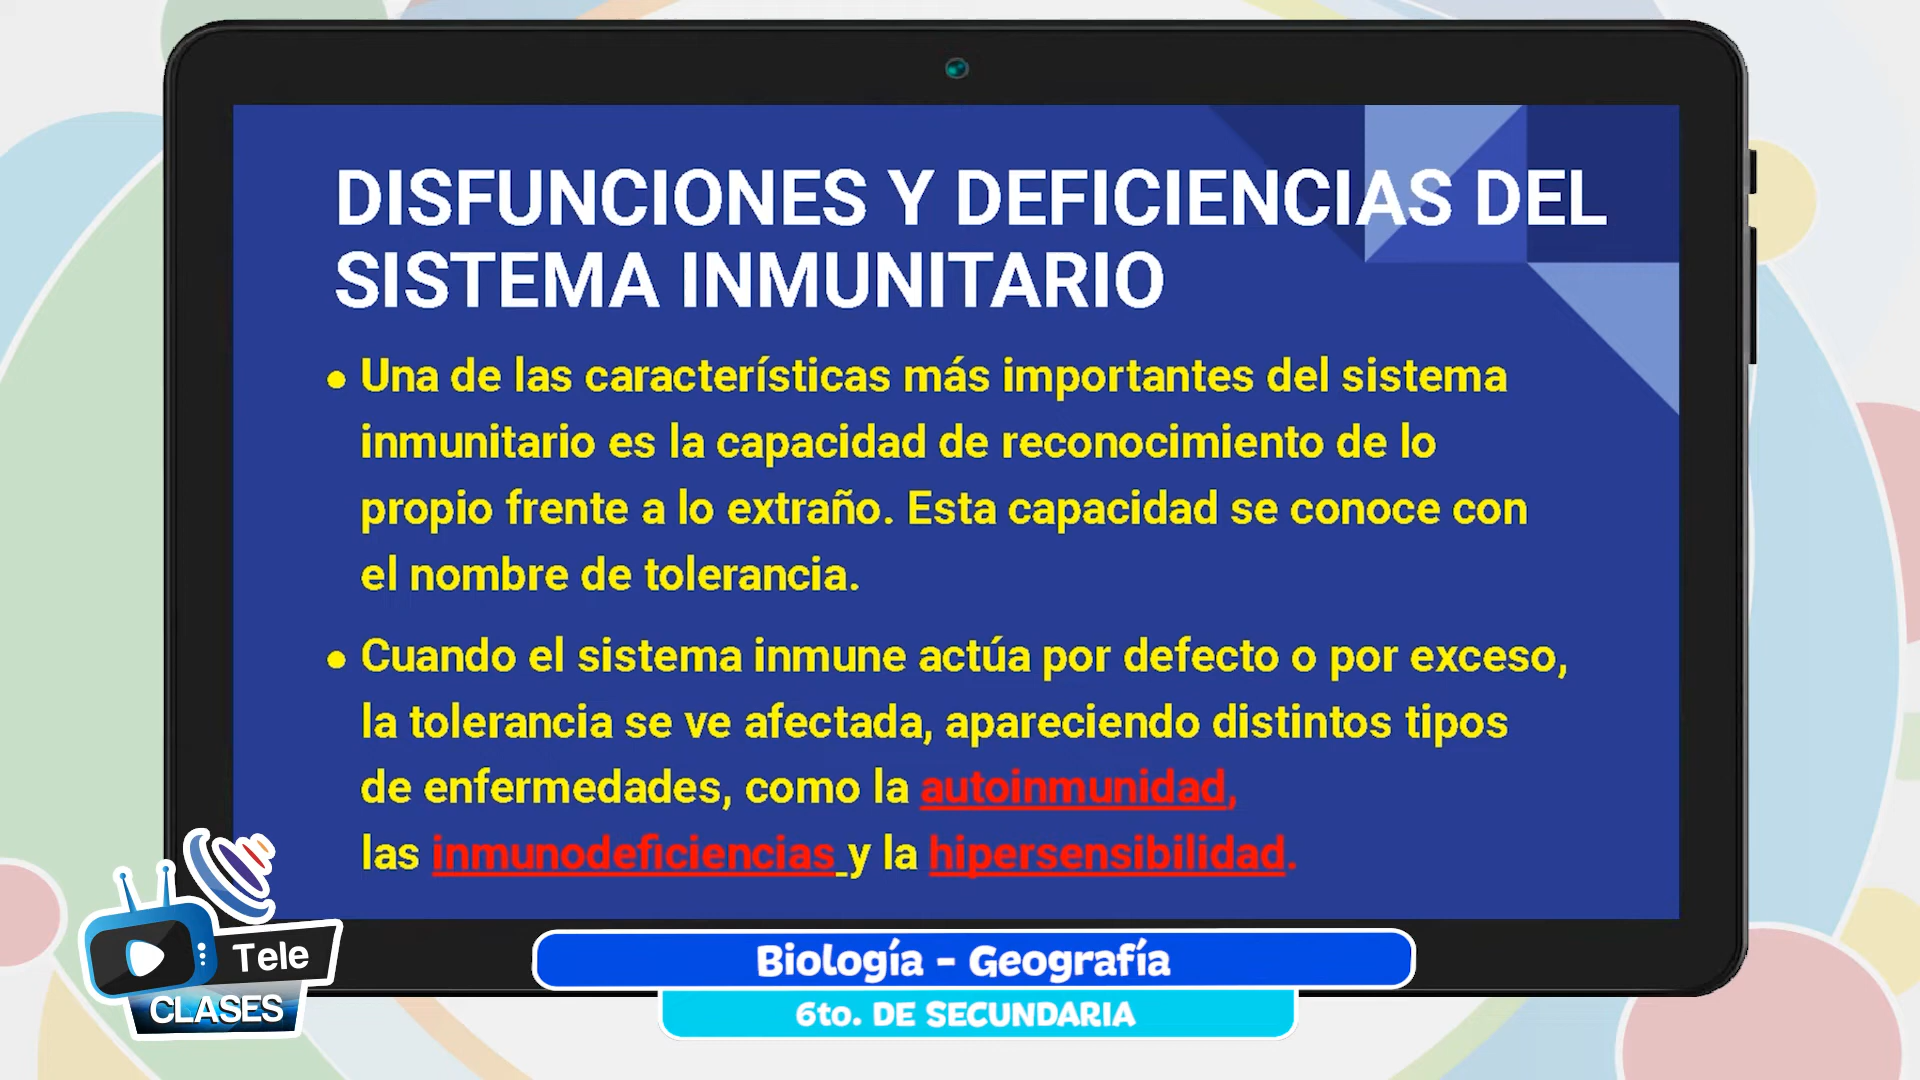 DISFUNCIONES Y DEFICIENCIAS DEL
SISTEMA INMUNITARIO
• Una de las características más importantes del sistema
inmunitario es la capacidad de reconocimiento de lo
propio frente a lo extraño. Esta capacidad se conoce con
el nombre de tolerancia.
• Cuando el sistema inmune actúa por defecto o por exceso,
la tolerancia se ve afectada, apareciendo distintos tipos
de enfermedades, como la autoinmunidad,
las inmunodeficiencias y la hipersensibilidad.
Tele
CLASES
Biología - Geografía
6to. DE SECUNDARIA